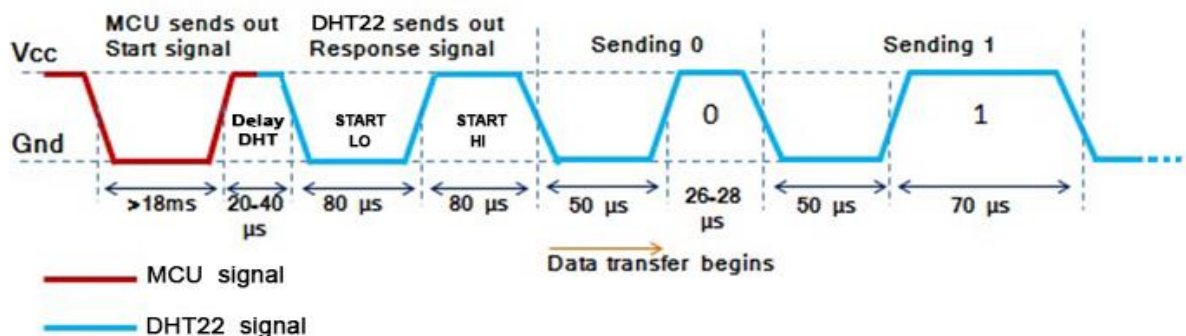 MCU sends out
Start signal
DHT22 sends out
Response signal
Sending 0
Sending 1
Vcc
Gnd
Delay
DHT
START
LO
START
HI
0
1
>18ms
20-40
µs
80 µs
80 µs
50 µs
26-28
µs
50 µs
70 µs
Data transfer begins
MCU signal
DHT22 signal